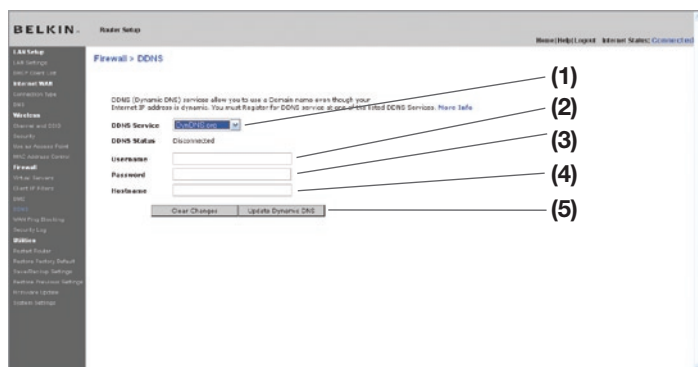 BELKIN.
Router Setup
Home|Help|Logout Internet Status: Connected
LAN Setup
LAN Settings
DHCP Client List
Internet WAN
Connection Type
DNS
Wireless
Channel and SSID
Security
Use as Access Point
MAC Address Control
Firewall
Virtual Servers
Client IP Filters
DMZ
DDNS
WAN Ping Blocking
Security Log
Utilities
Restart Router
Restore Factory Default
Save/Backup Settings
Restore Previous Settings
Firmware Update
System Settings
Firewall > DDNS
DDNS (Dynamic DNS) services allow you to use a Domain name even though your
Internet IP address is dynamic. You must Register for DDNS service at one of the listed DDNS Services. More Info
DDNS Service DynDNS.org
DDNS Status Disconnected
Username
Password
Hostname
Clear Changes Update Dynamic DNS
(1)
(2)
(3)
(4)
(5)